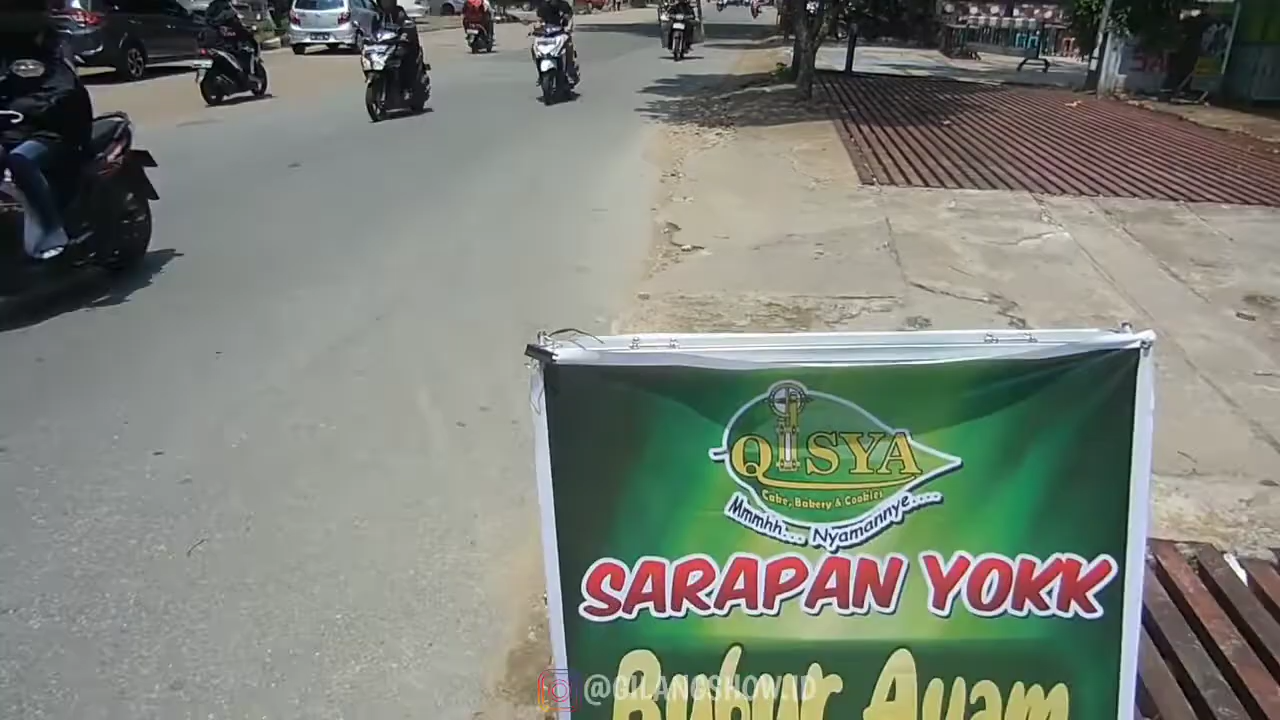 QISYA
Cake, Bakery & Cookies
Mmmhh... Nyamannye....
SARAPAN YOKK
Bubur Ayam
@GILANGSHOW.ID